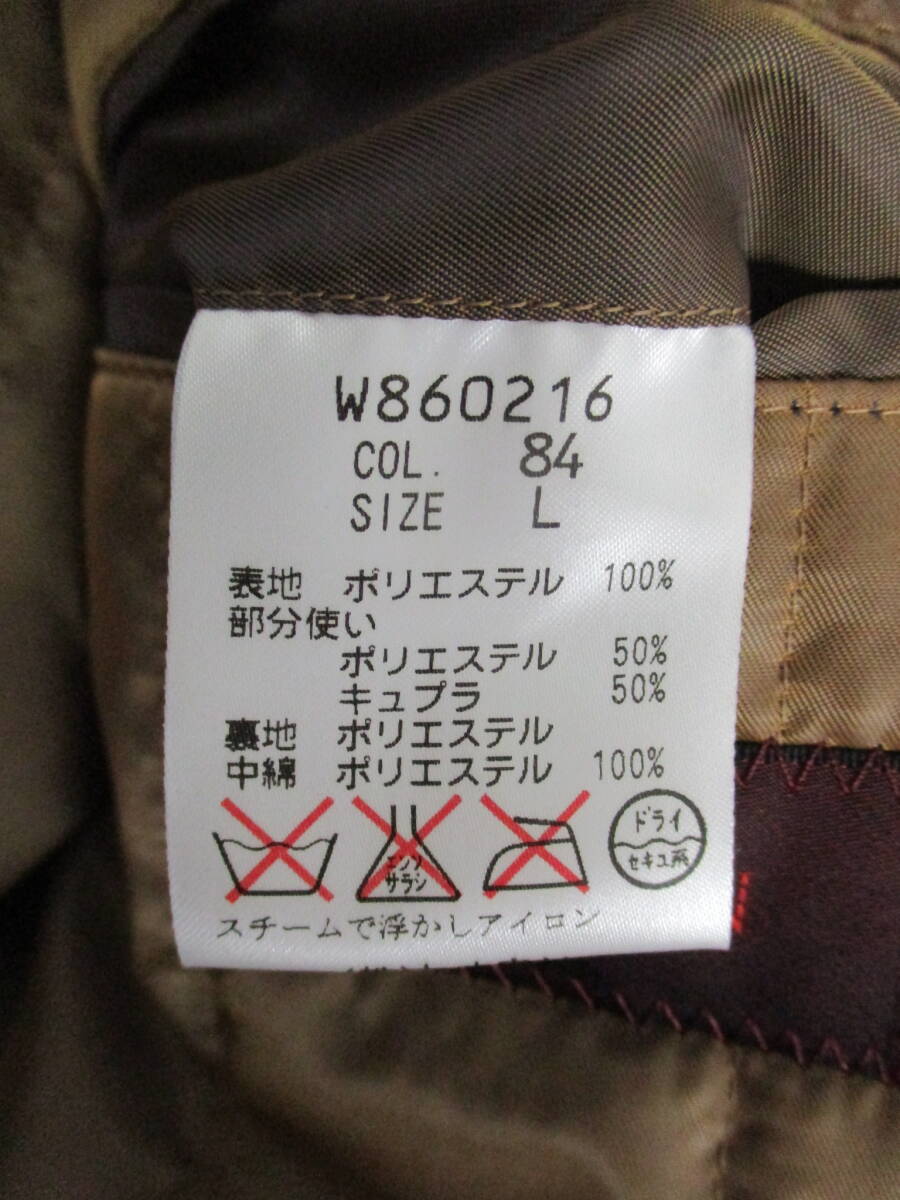 W860216
COL. 84
SIZE L
表地 ポリエステル 100%
部分使い
ポリエステル 50%
キュプラ 50%
裏地 ポリエステル
中綿 ポリエステル 100%
エンソサラシ
ドライ
セキユ系
スチームで浮かしアイロン